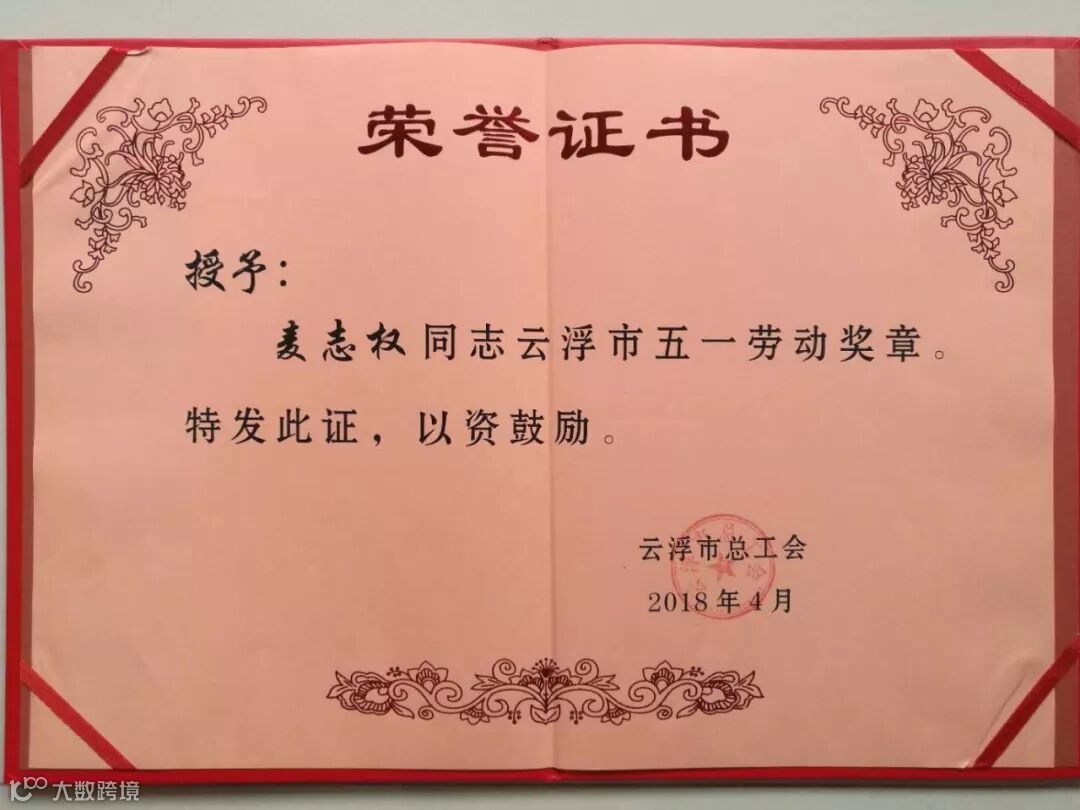 荣誉证书
授予：
麦志权同志云浮市五一劳动奖章。
特发此证，以资鼓励。
云浮市总工会
2018年4月
大数跨境